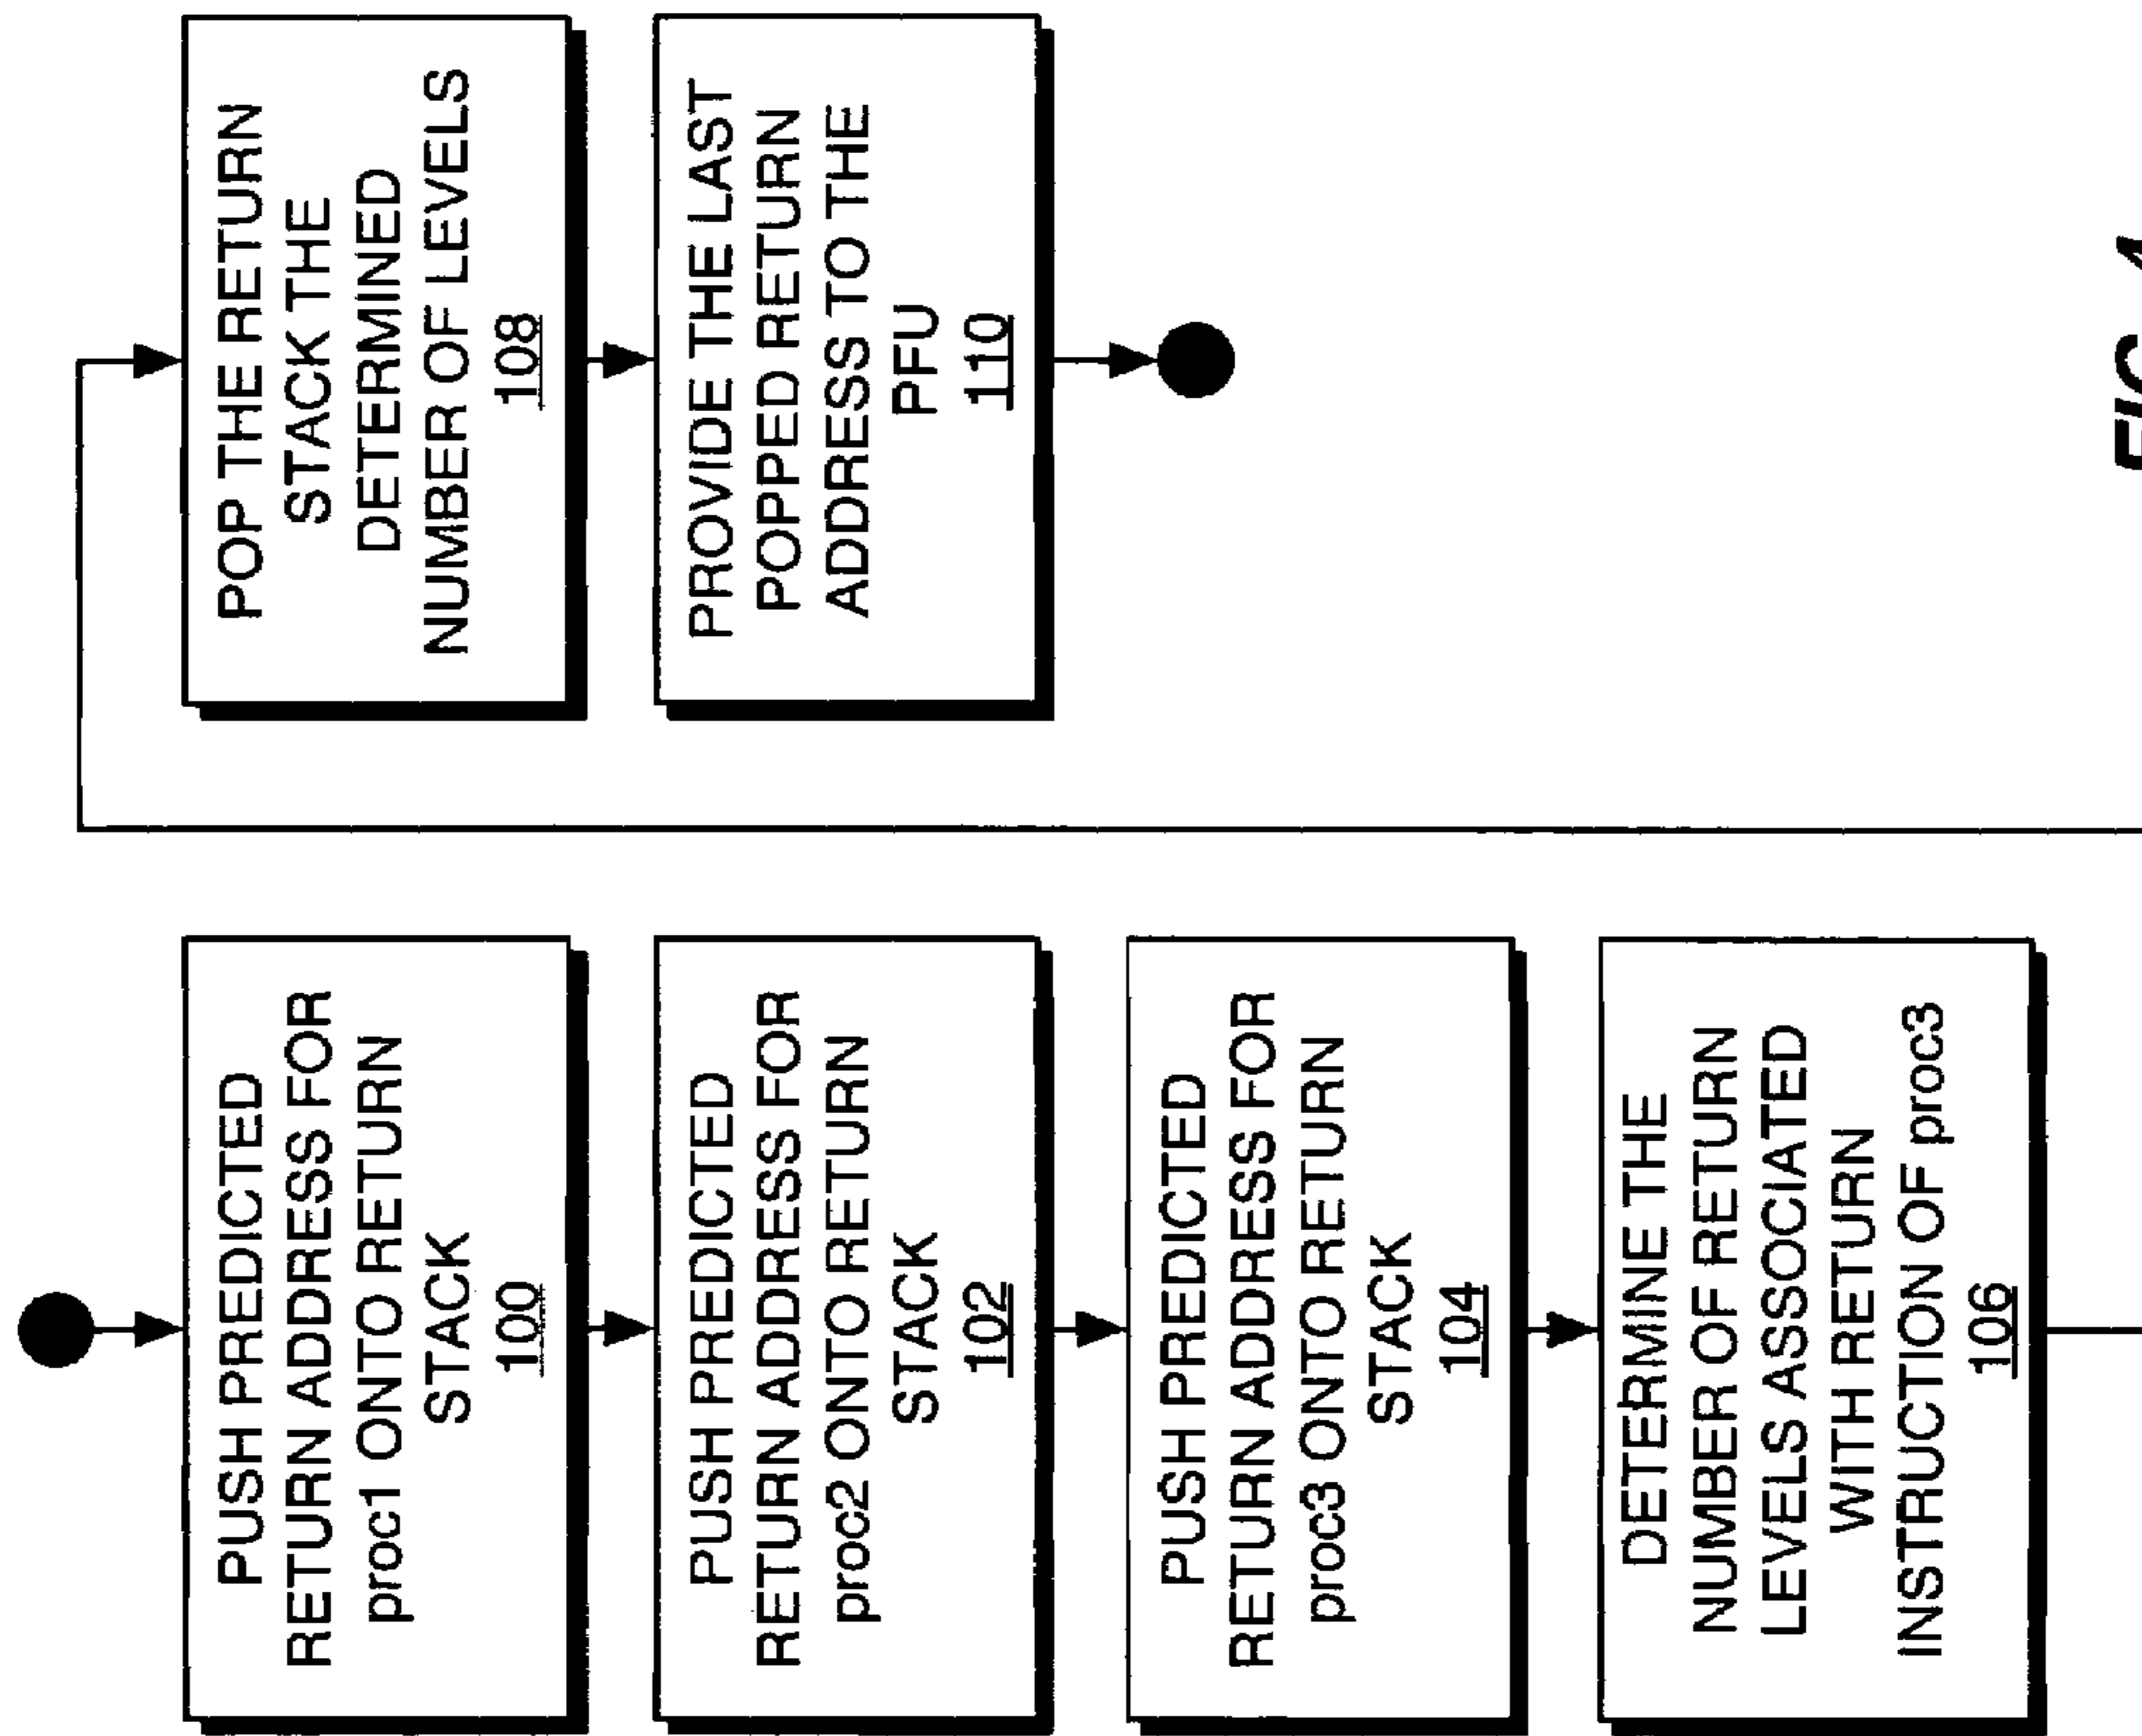 PUSH PREDICTED
RETURN ADDRESS FOR
proc1 ONTO RETURN
STACK
100
PUSH PREDICTED
RETURN ADDRESS FOR
proc2 ONTO RETURN
STACK
102
PUSH PREDICTED
RETURN ADDRESS FOR
proc3 ONTO RETURN
STACK
104
DETERMINE THE
NUMBER OF RETURN
LEVELS ASSOCIATED
WITH RETURN
INSTRUCTION OF proc3
106
POP THE RETURN
STACK THE
DETERMINED
NUMBER OF LEVELS
108
PROVIDE THE LAST
POPPED RETURN
ADDRESS TO THE
PFU
110
FIG. 4